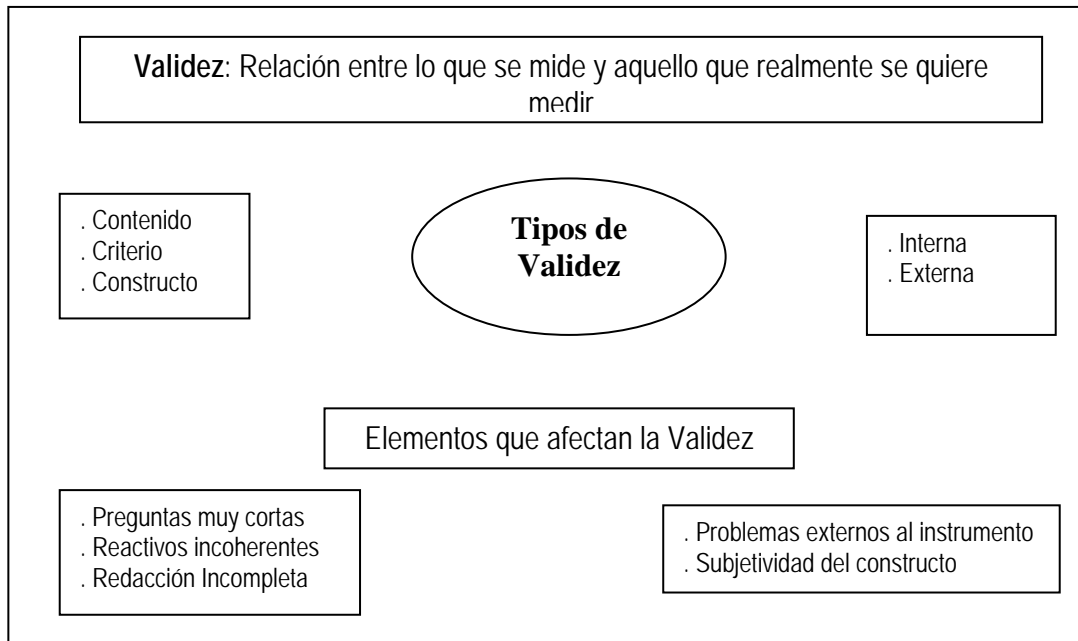 Validez: Relación entre lo que se mide y aquello que realmente se quiere
medir
. Contenido
. Criterio
. Constructo
Tipos de
Validez
. Interna
. Externa
Elementos que afectan la Validez
. Preguntas muy cortas
. Reactivos incoherentes
. Redacción Incompleta
. Problemas externos al instrumento
. Subjetividad del constructo